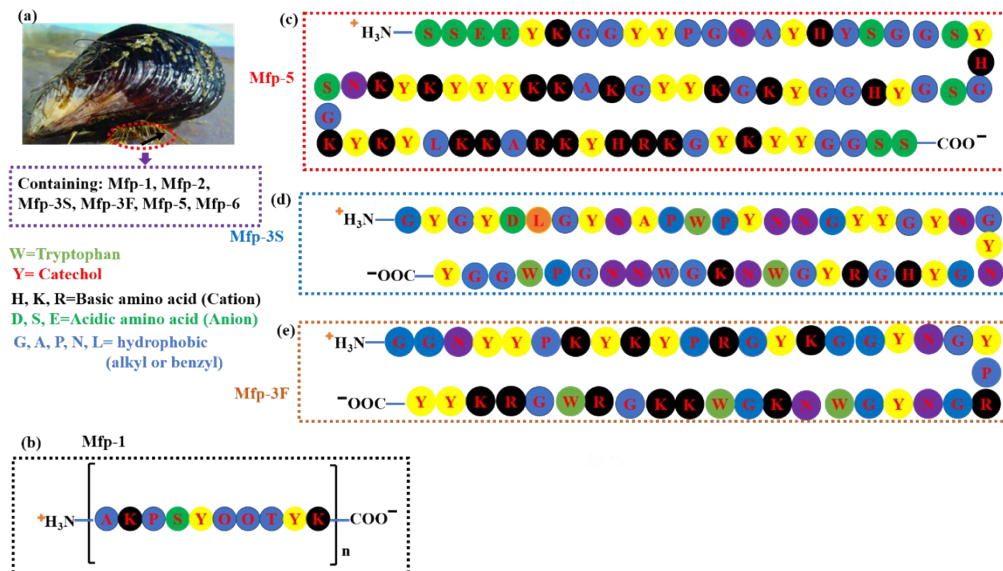 (a)
Containing: Mfp-1, Mfp-2,
Mfp-3S, Mfp-3F, Mfp-5, Mfp-6
W=Tryptophan
Y= Catechol
H, K, R=Basic amino acid (Cation)
D, S, E=Acidic amino acid (Anion)
G, A, P, N, L= hydrophobic
(alkyl or benzyl)
(b) Mfp-1
+H₃N A K P S Y O O T Y K COO⁻
n
(c)
Mfp-5
+H₃N S S E E Y K G G Y Y P G N A Y H Y S G G S Y
H
S N K Y K Y Y Y K K A K G Y Y K G K Y G G H Y G S G
G
K Y K Y L K K A R K Y H R K G Y K Y Y G G S S COO⁻
(d)
Mfp-3S
+H₃N G Y G Y D L G Y N A P W P Y N N G Y Y G Y N G
Y
⁻OOC Y G G W P G N N W G K N W G Y R G H Y G N
(e)
Mfp-3F
+H₃N G G N Y Y P K Y K Y P R G Y K G G Y N G Y
P
⁻OOC Y Y K R G W R G K K W G K N W G Y N G R